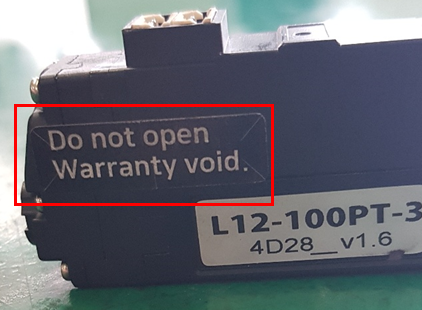 Do not open
Warranty void.
L12-100PT-3
4D28__v1.6